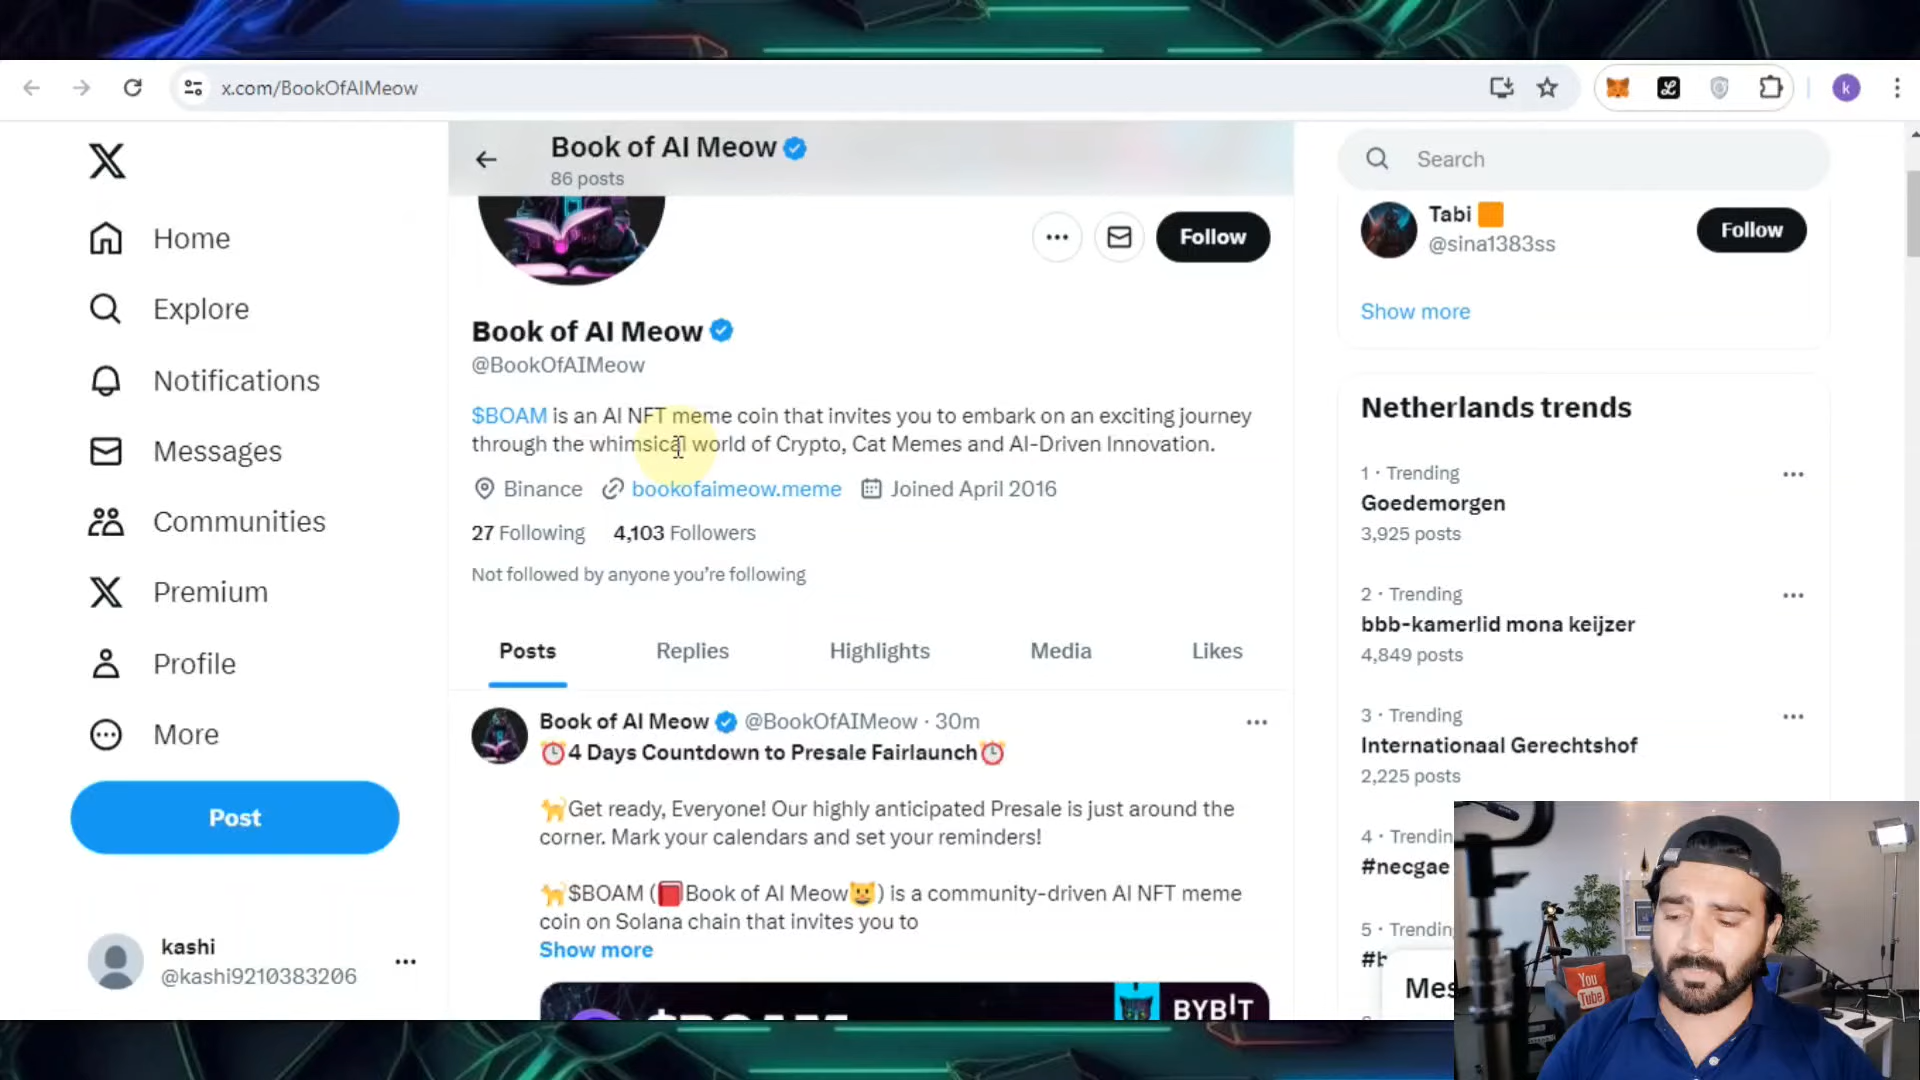 x.com/BookOfAIMeow
k
Book of AI Meow
86 posts
Follow
Book of AI Meow
@BookOfAIMeow
$BOAM is an AI NFT meme coin that invites you to embark on an exciting journey
through the whimsical world of Crypto, Cat Memes and AI-Driven Innovation.
Binance bookofaimeow.meme Joined April 2016
27 Following 4,103 Followers
Not followed by anyone you're following
Posts Replies Highlights Media Likes
Book of AI Meow @BookOfAIMeow · 30m
⏰4 Days Countdown to Presale Fairlaunch⏰
🐈Get ready, Everyone! Our highly anticipated Presale is just around the
corner. Mark your calendars and set your reminders!
🐈$BOAM (📕Book of AI Meow😺) is a community-driven AI NFT meme
coin on Solana chain that invites you to
Show more
$BOAM
BYBIT
Home
Explore
Notifications
Messages
Communities
Premium
Profile
More
Post
kashi
@kashi9210383206
Search
Tabi
@sina1383ss
Follow
Show more
Netherlands trends
1 · Trending
Goedemorgen
3,925 posts
2 · Trending
bbb-kamerlid mona keijzer
4,849 posts
3 · Trending
Internationaal Gerechtshof
2,225 posts
4 · Trendin
#necgae
5 · Trendin
Mes
You
Tube